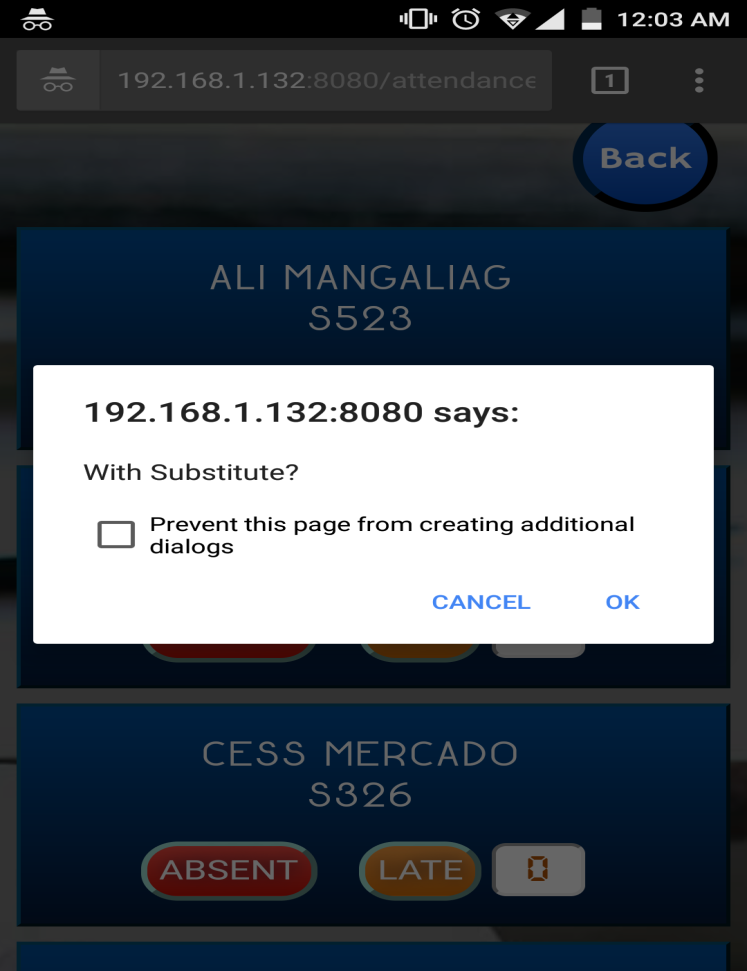 12:03 AM
192.168.1.132:8080/attendance
1
Back
ALI MANGALIAG
S523
192.168.1.132:8080 says:
With Substitute?
Prevent this page from creating additional
dialogs
CANCEL OK
CESS MERCADO
S326
ABSENT LATE 0